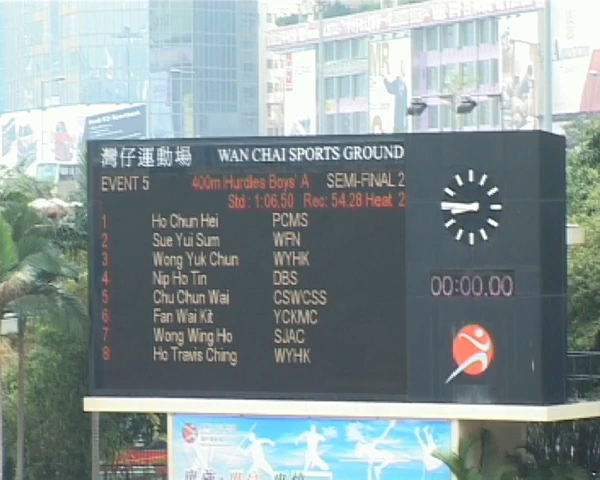 灣仔運動場 WAN CHAI SPORTS GROUND
EVENT 5 400m Hurdles Boys' A SEMI-FINAL 2
Std : 1:06.50 Rec: 54.28 Heat 2
1 Ho Chun Hei PCMS
2 Sue Yui Sum WFN
3 Wong Yuk Chun WYHK
4 Nip Ho Tin DBS
5 Chu Chun Wai CSWCSS
6 Fan Wai Kit YCKMC
7 Wong Wing Ho SJAC
8 Ho Travis Ching WYHK
00:00.00